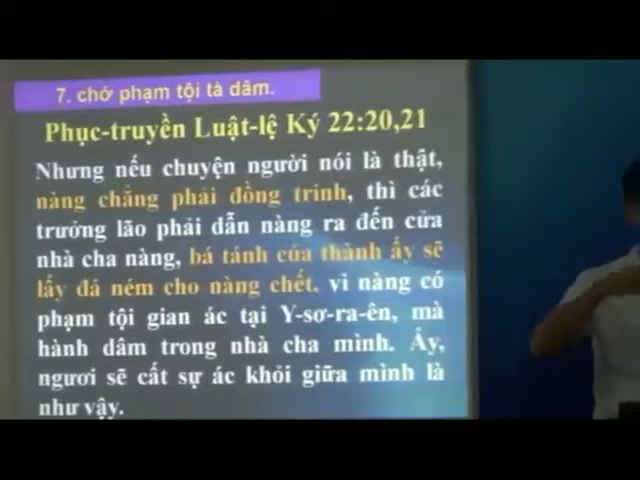 7. chớ phạm tội tà dâm.
Phục-truyền Luật-lệ Ký 22:20,21
Nhưng nếu chuyện người nói là thật,
nàng chẳng phải đồng trinh, thì các
trưởng lão phải dẫn nàng ra đến cửa
nhà cha nàng, bá tánh của thành ấy sẽ
lấy đá ném cho nàng chết, vì nàng có
phạm tội gian ác tại Y-sơ-ra-ên, mà
hành dâm trong nhà cha mình. Ấy,
ngươi sẽ cất sự ác khỏi giữa mình là
như vậy.